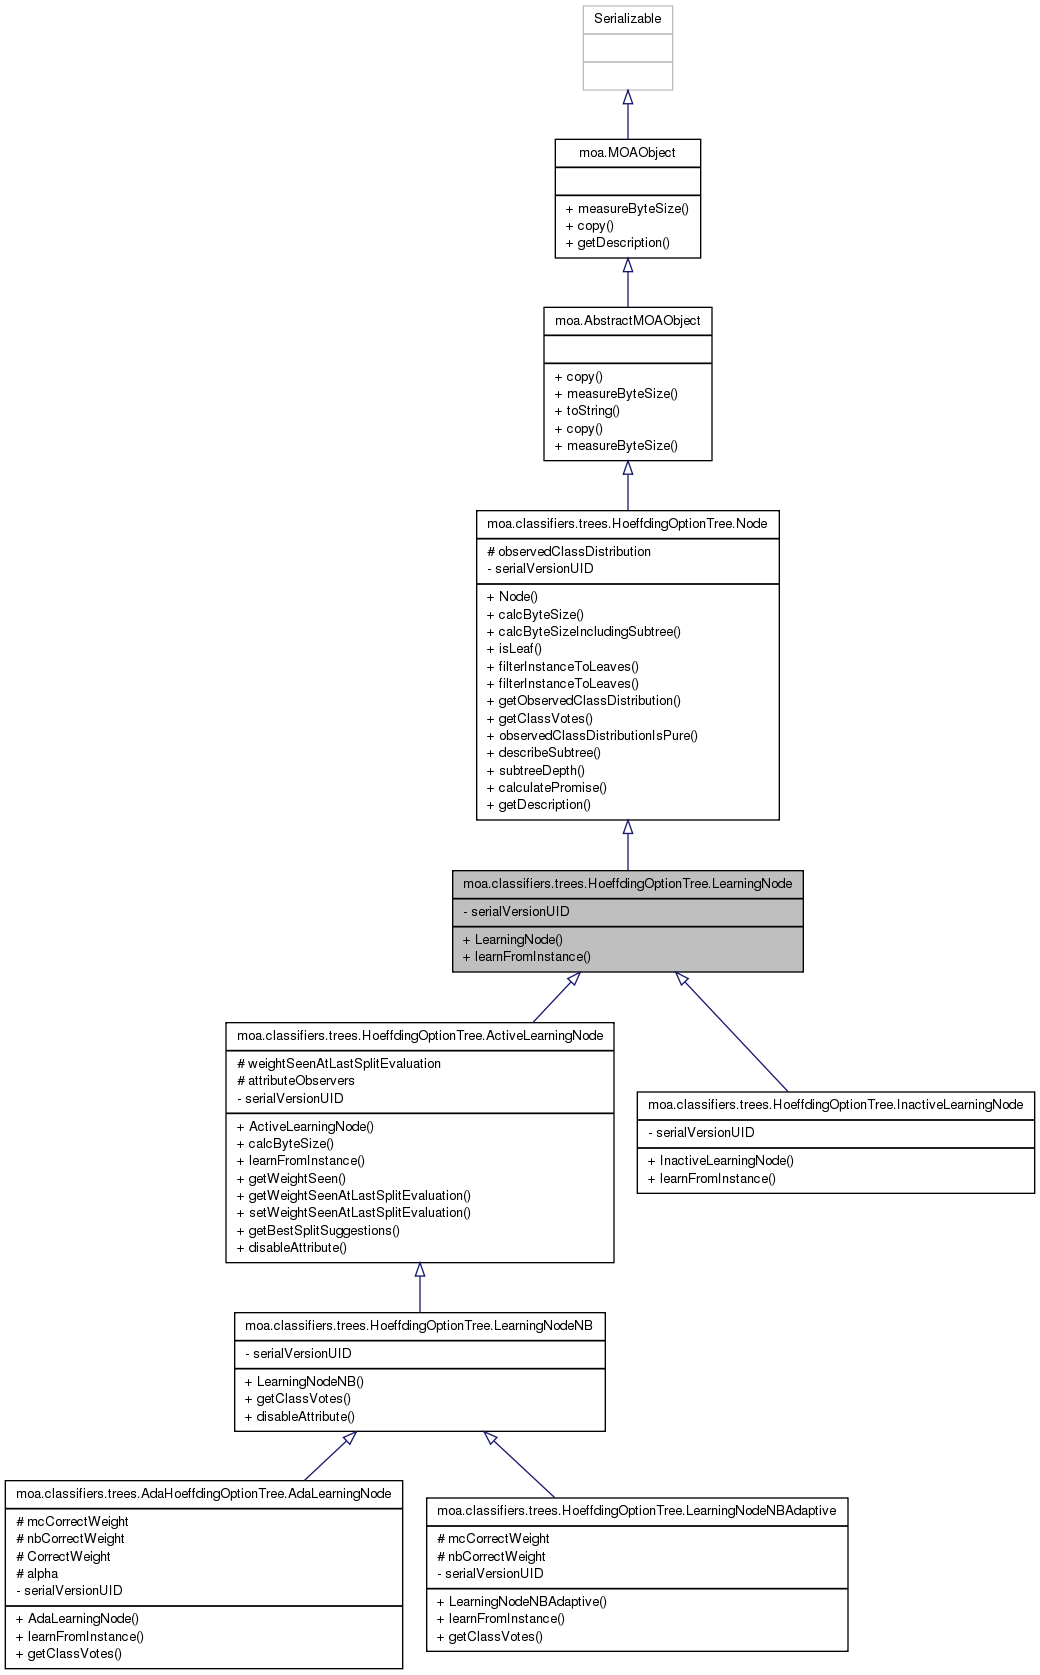 Serializable
moa.MOAObject
+ measureByteSize()
+ copy()
+ getDescription()
moa.AbstractMOAObject
+ copy()
+ measureByteSize()
+ toString()
+ copy()
+ measureByteSize()
moa.classifiers.trees.HoeffdingOptionTree.Node
# observedClassDistribution
- serialVersionUID
+ Node()
+ calcByteSize()
+ calcByteSizeIncludingSubtree()
+ isLeaf()
+ filterInstanceToLeaves()
+ filterInstanceToLeaves()
+ getObservedClassDistribution()
+ getClassVotes()
+ observedClassDistributionIsPure()
+ describeSubtree()
+ subtreeDepth()
+ calculatePromise()
+ getDescription()
moa.classifiers.trees.HoeffdingOptionTree.LearningNode
- serialVersionUID
+ LearningNode()
+ learnFromInstance()
moa.classifiers.trees.HoeffdingOptionTree.ActiveLearningNode
# weightSeenAtLastSplitEvaluation
# attributeObservers
- serialVersionUID
+ ActiveLearningNode()
+ calcByteSize()
+ learnFromInstance()
+ getWeightSeen()
+ getWeightSeenAtLastSplitEvaluation()
+ setWeightSeenAtLastSplitEvaluation()
+ getBestSplitSuggestions()
+ disableAttribute()
moa.classifiers.trees.HoeffdingOptionTree.InactiveLearningNode
- serialVersionUID
+ InactiveLearningNode()
+ learnFromInstance()
moa.classifiers.trees.HoeffdingOptionTree.LearningNodeNB
- serialVersionUID
+ LearningNodeNB()
+ getClassVotes()
+ disableAttribute()
moa.classifiers.trees.AdaHoeffdingOptionTree.AdaLearningNode
# mcCorrectWeight
# nbCorrectWeight
# CorrectWeight
# alpha
- serialVersionUID
+ AdaLearningNode()
+ learnFromInstance()
+ getClassVotes()
moa.classifiers.trees.HoeffdingOptionTree.LearningNodeNBAdaptive
# mcCorrectWeight
# nbCorrectWeight
- serialVersionUID
+ LearningNodeNBAdaptive()
+ learnFromInstance()
+ getClassVotes()